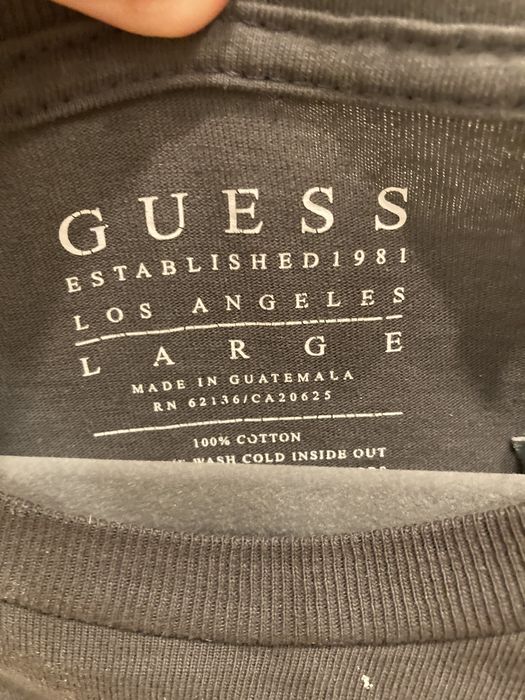 GUESS
ESTABLISHED1981
LOS ANGELES
LARGE
MADE IN GUATEMALA
RN 62136/CA20625
100% COTTON
WASH COLD INSIDE OUT